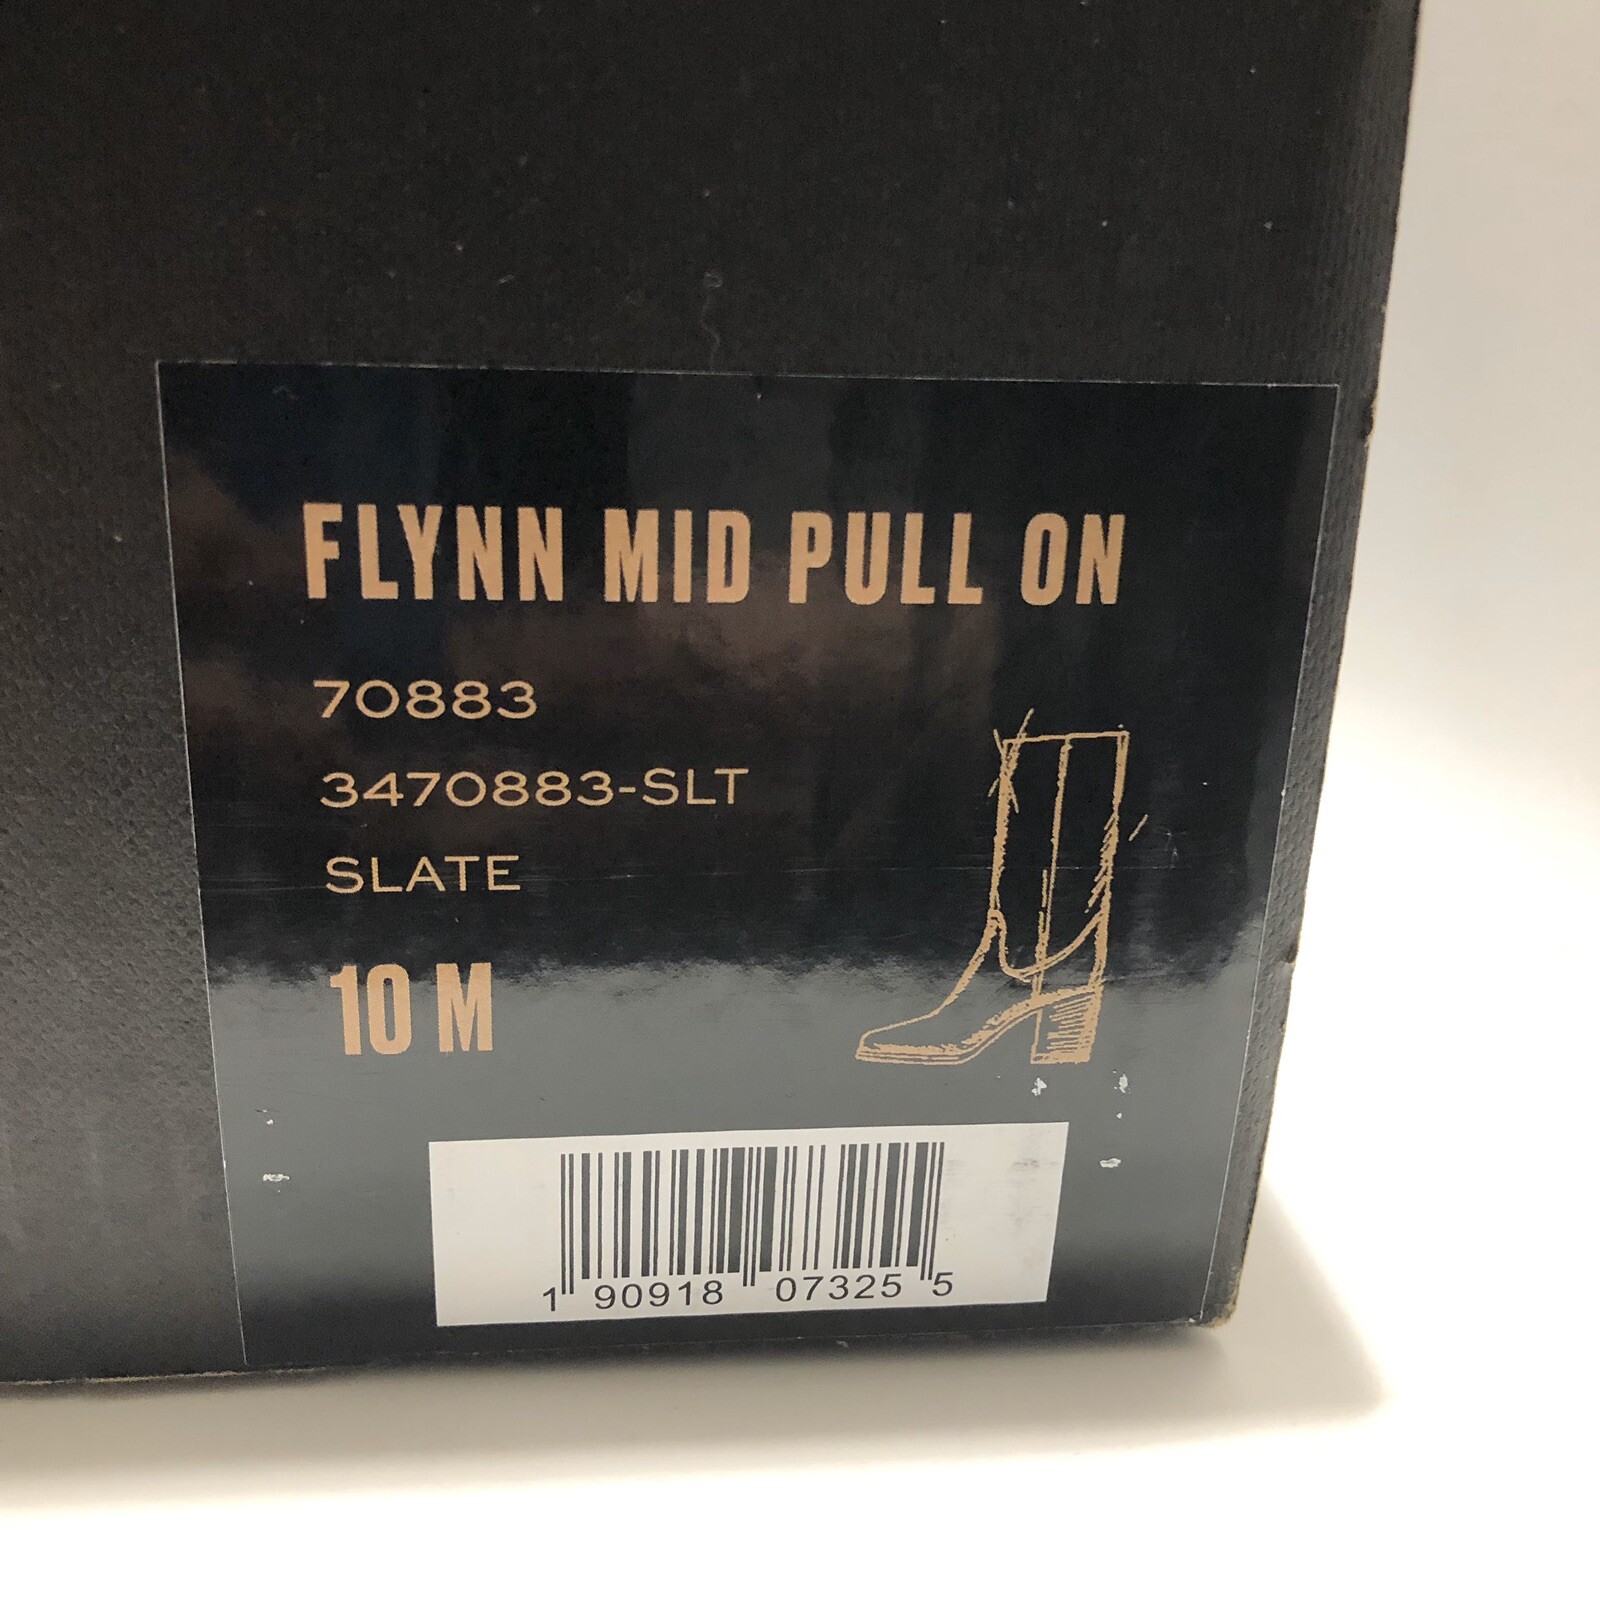 FLYNN MID PULL ON
70883
3470883-SLT
SLATE
10 M
1 90918 07325 5